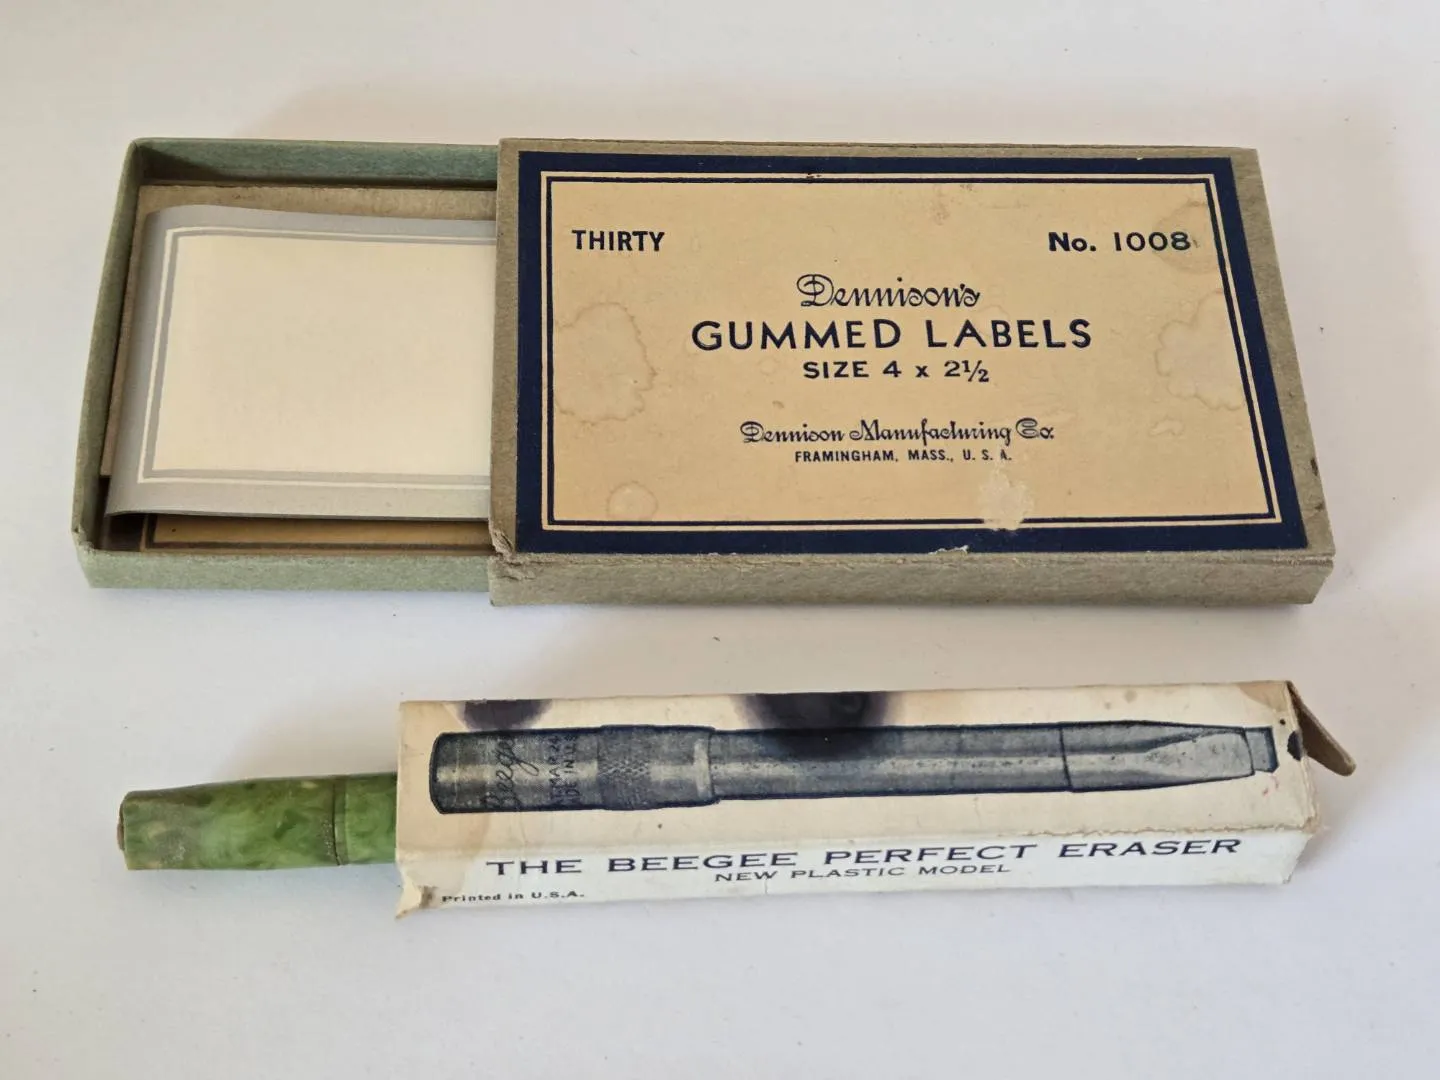 THIRTY
No. 1008
Dennison's
GUMMED LABELS
SIZE 4 x 2½
Dennison Manufacturing Co.
FRAMINGHAM, MASS., U. S. A.
Beegee
THE BEEGEE PERFECT ERASER
NEW PLASTIC MODEL
Printed in U.S.A.